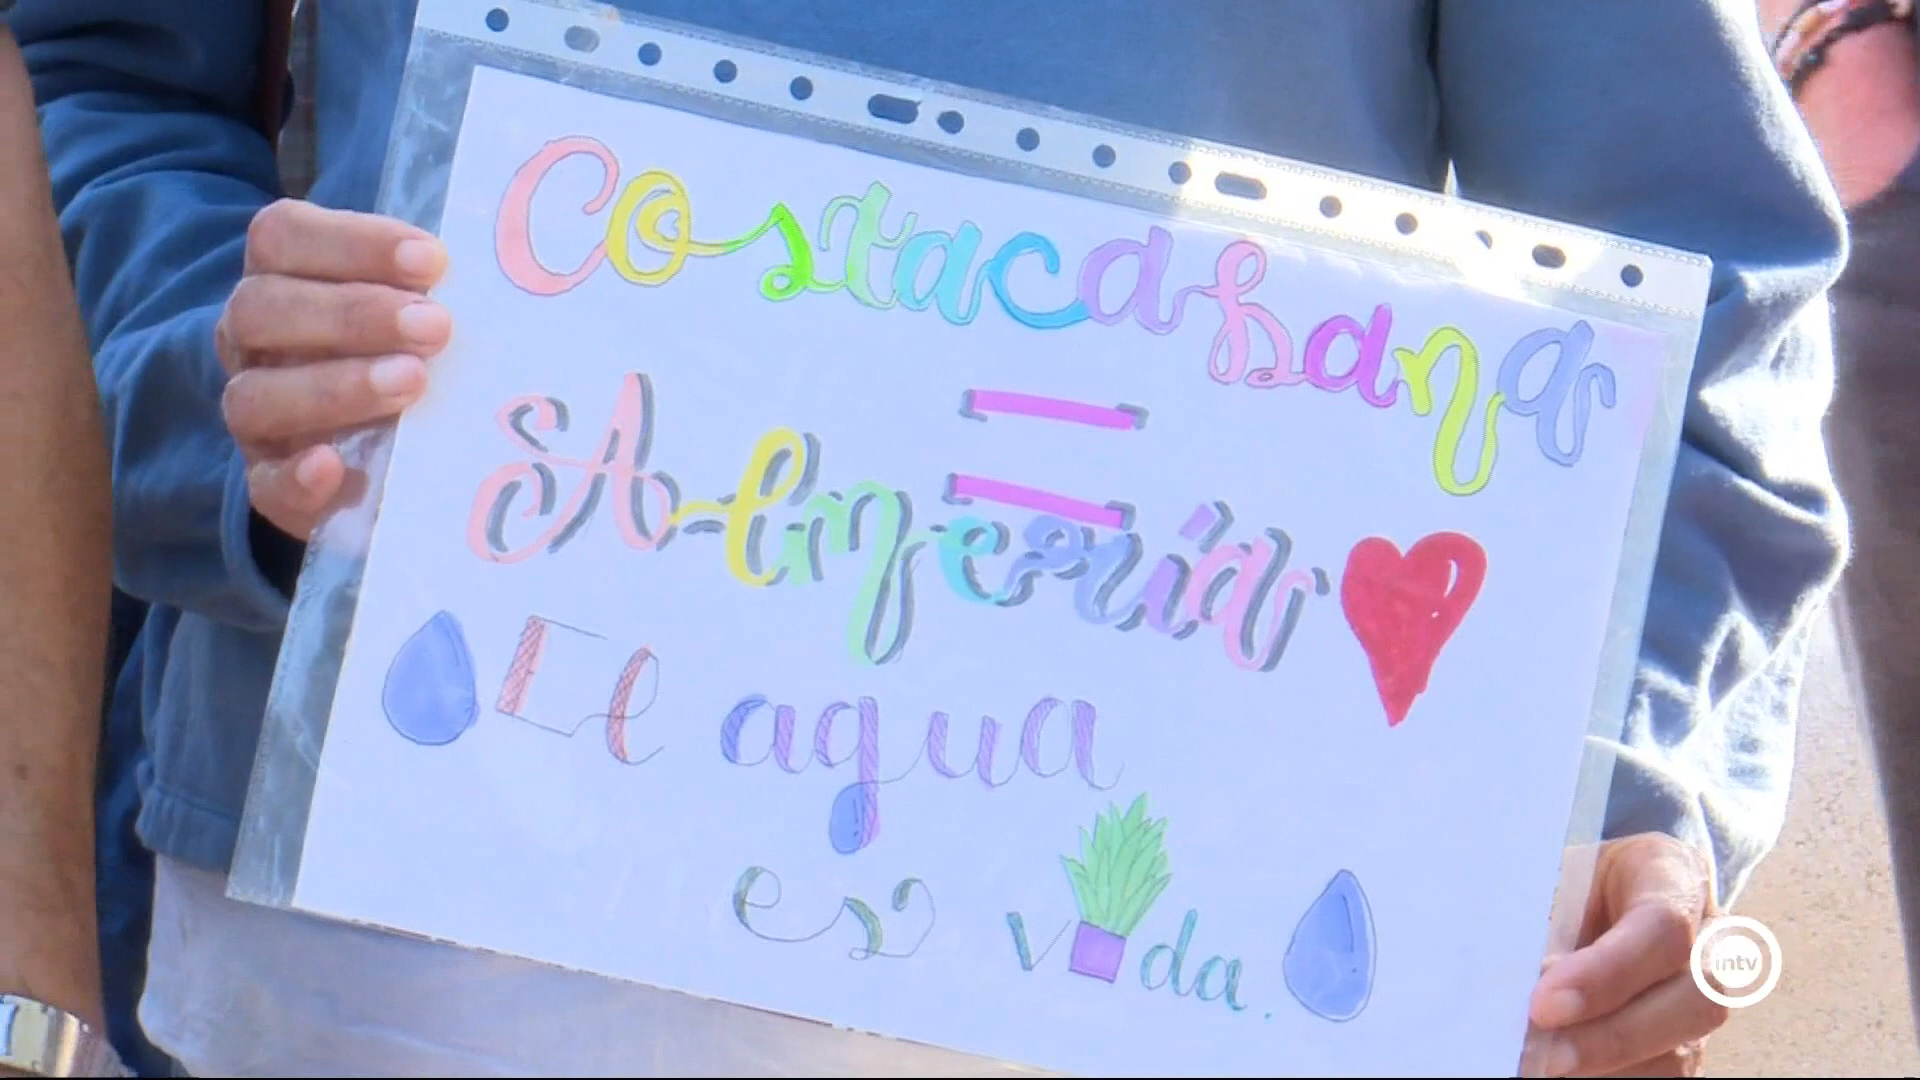 Costacabana
=
Almería
El agua
es vida.
intv